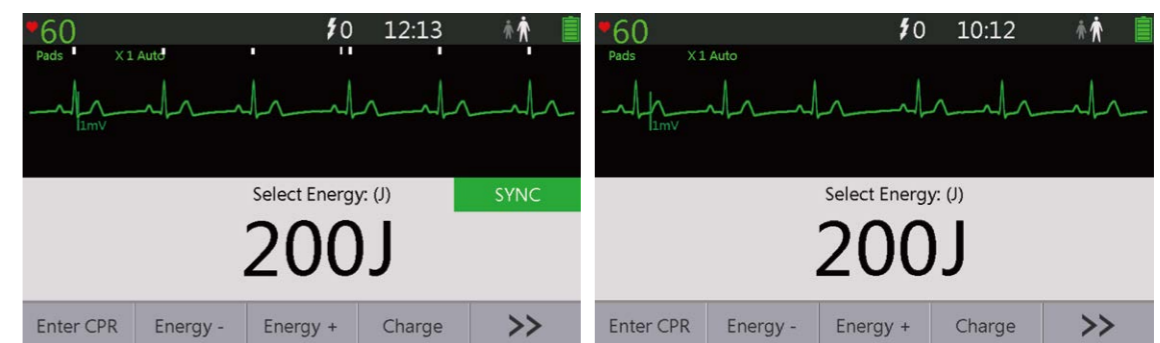 60 0 12:13
Pads X 1 Auto
1mV
Select Energy: (J) SYNC
200J
Enter CPR Energy - Energy + Charge >>
60 0 10:12
Pads X 1 Auto
1mV
Select Energy: (J)
200J
Enter CPR Energy - Energy + Charge >>